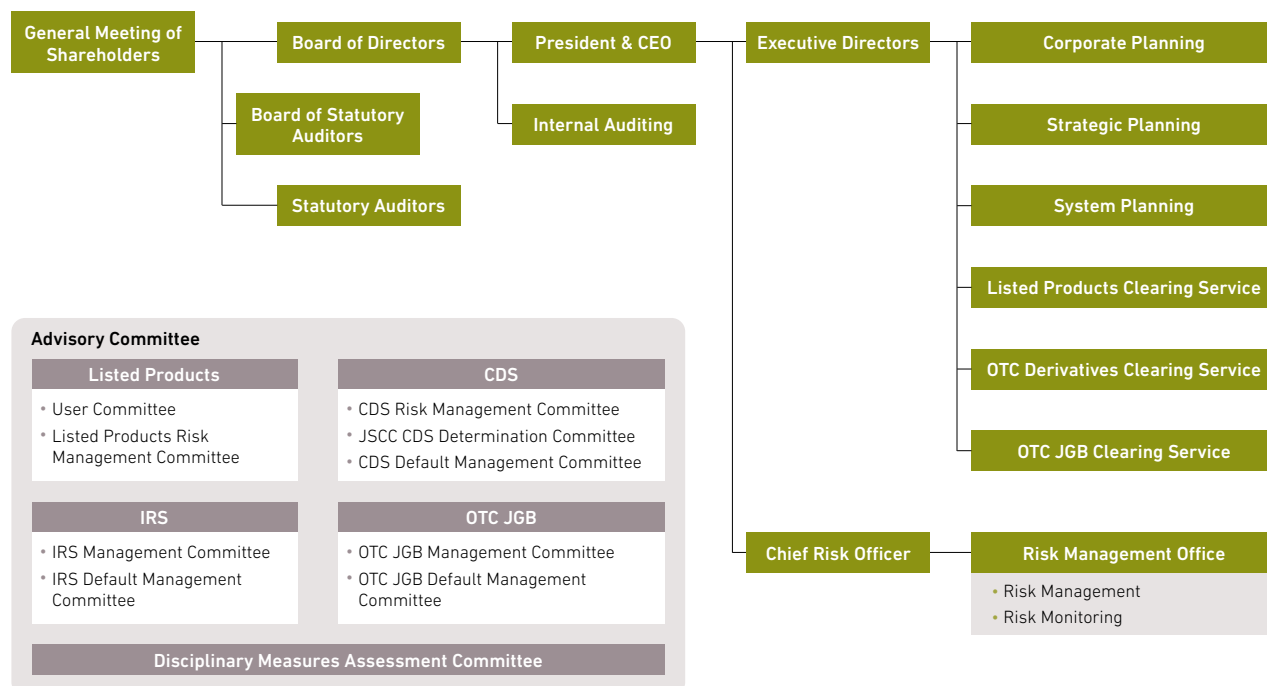 General Meeting of
Shareholders
Board of Directors
President & CEO
Executive Directors
Corporate Planning
Board of Statutory
Auditors
Internal Auditing
Strategic Planning
Statutory Auditors
System Planning
Listed Products Clearing Service
OTC Derivatives Clearing Service
OTC JGB Clearing Service
Chief Risk Officer
Risk Management Office
• Risk Management
• Risk Monitoring
Advisory Committee
Listed Products
• User Committee
• Listed Products Risk
Management Committee
CDS
• CDS Risk Management Committee
• JSCC CDS Determination Committee
• CDS Default Management Committee
IRS
• IRS Management Committee
• IRS Default Management
Committee
OTC JGB
• OTC JGB Management Committee
• OTC JGB Default Management
Committee
Disciplinary Measures Assessment Committee